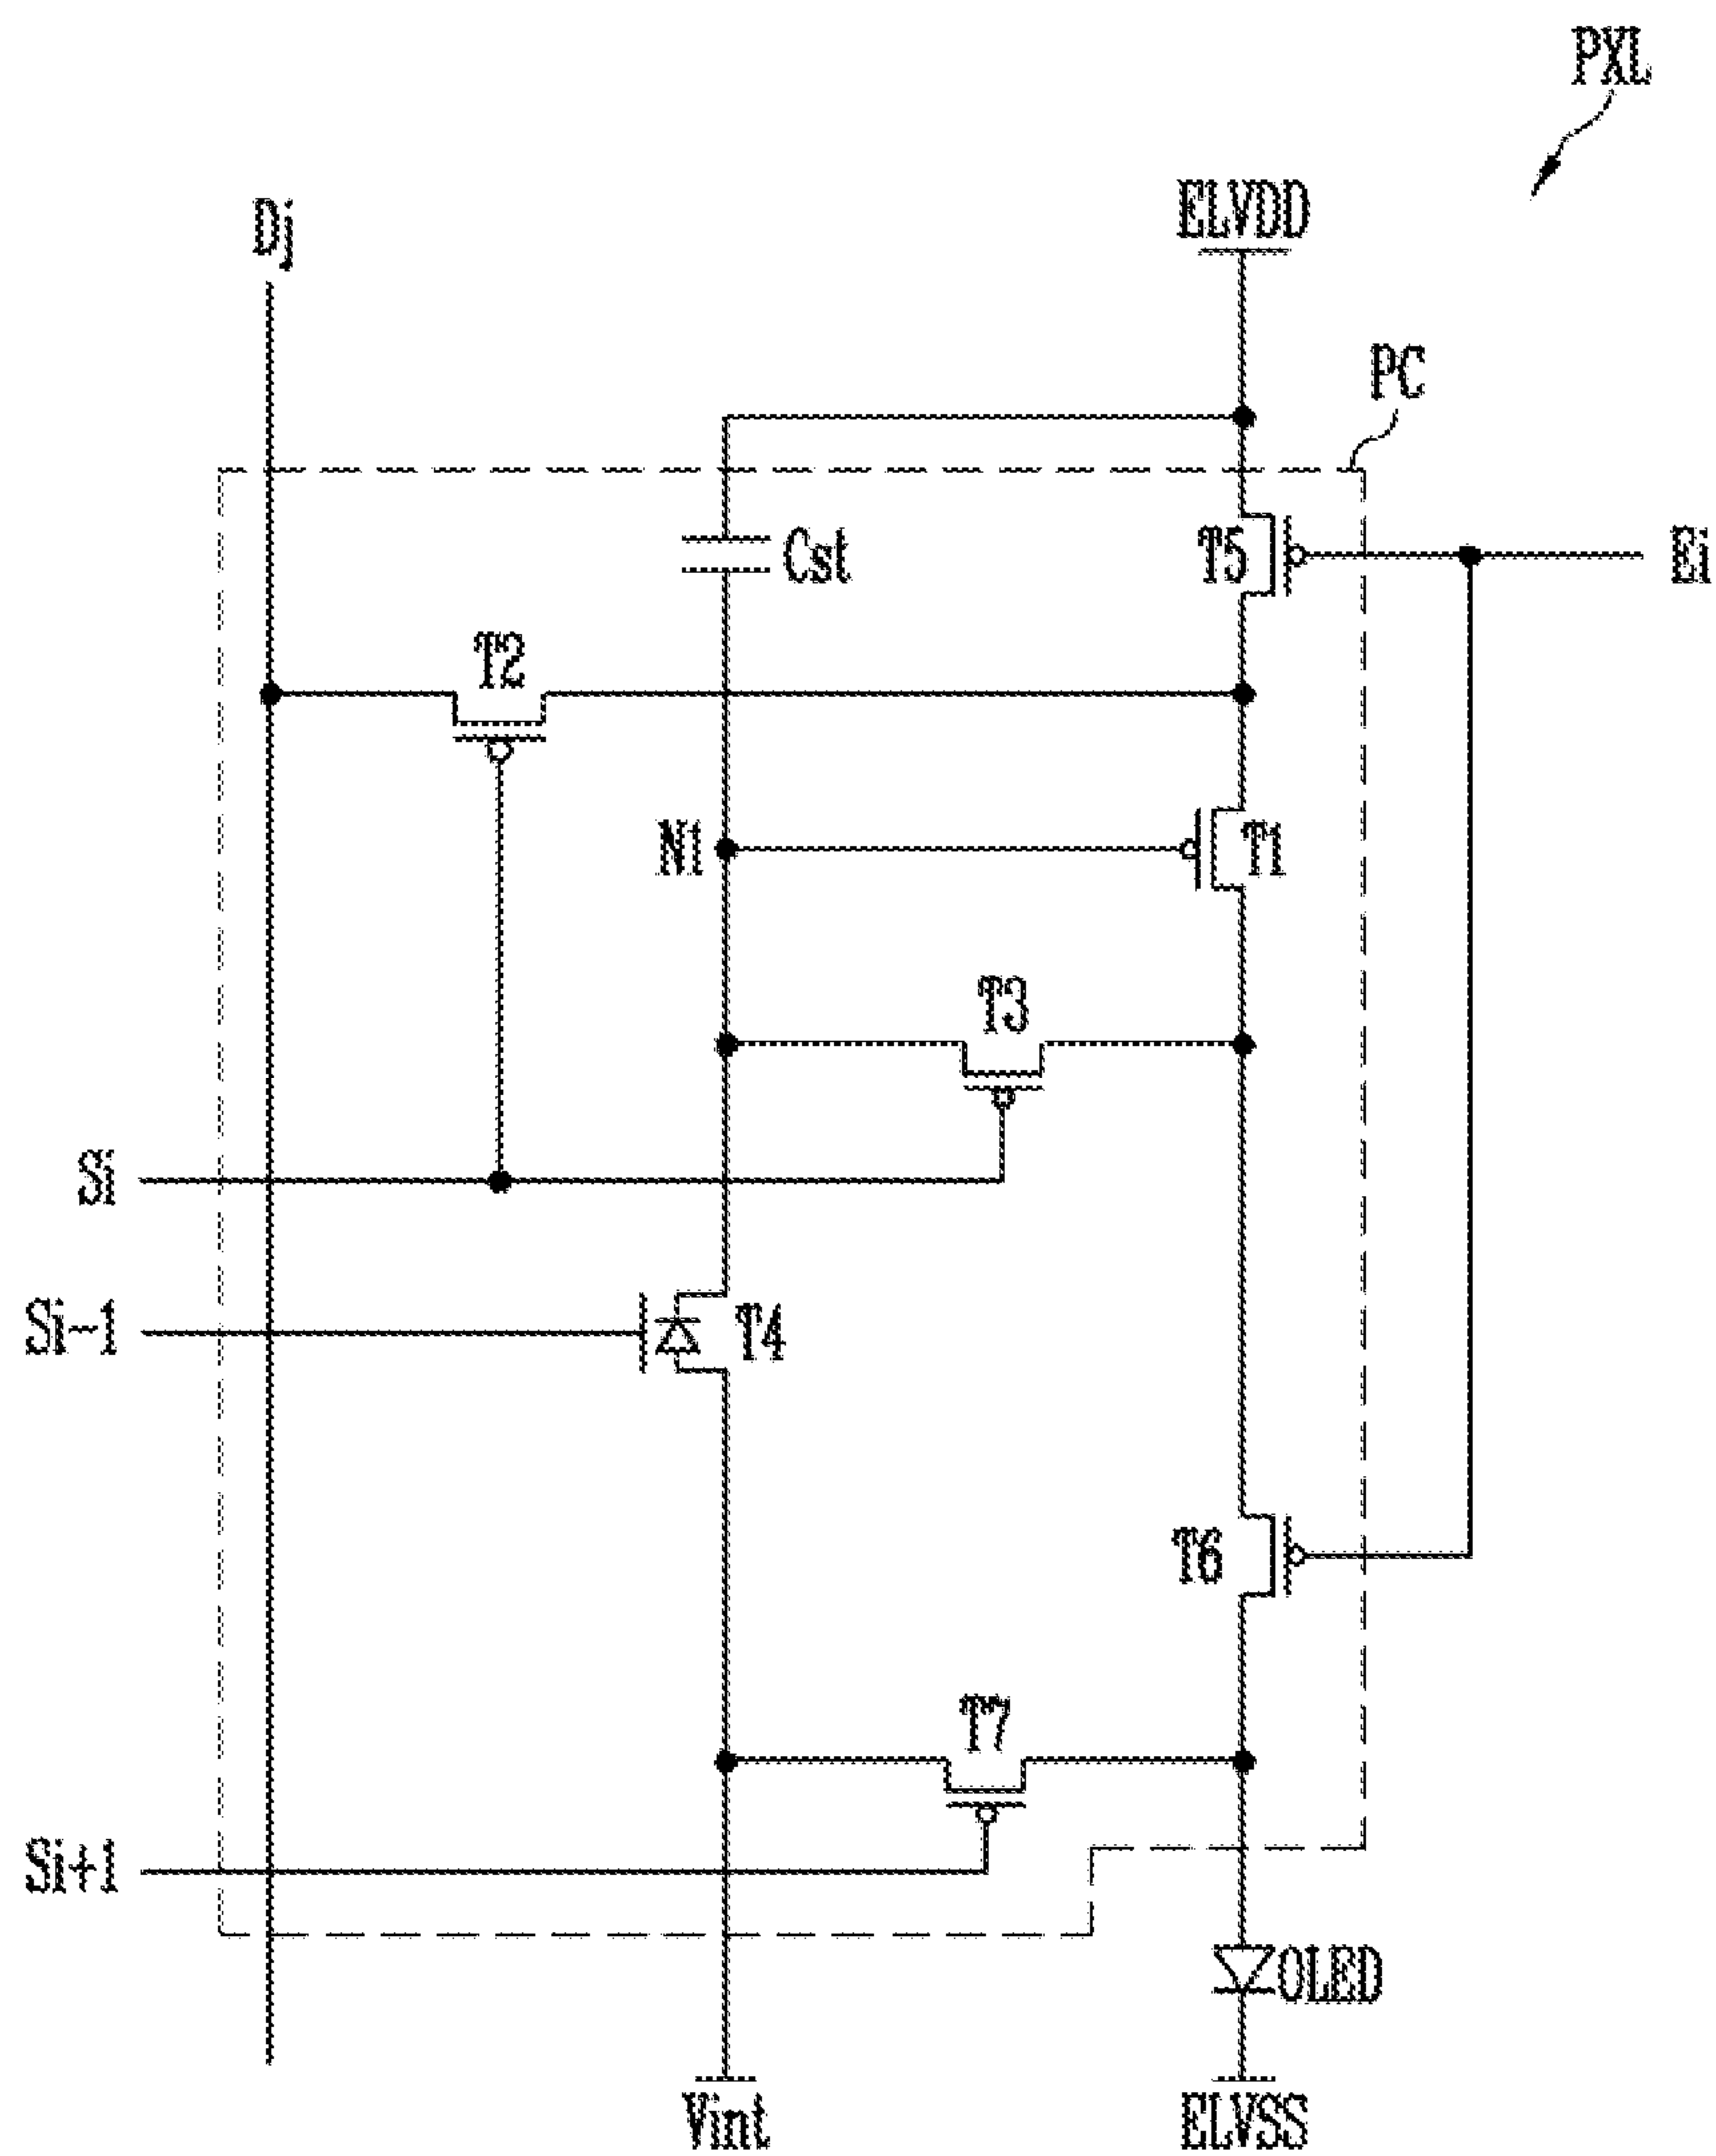 PXL
Dj
ELVDD
PC
Cst
T5
Ei
T2
N1
T1
T3
Si
Si-1
T4
T6
T7
Si+1
OLED
Vint
ELVSS